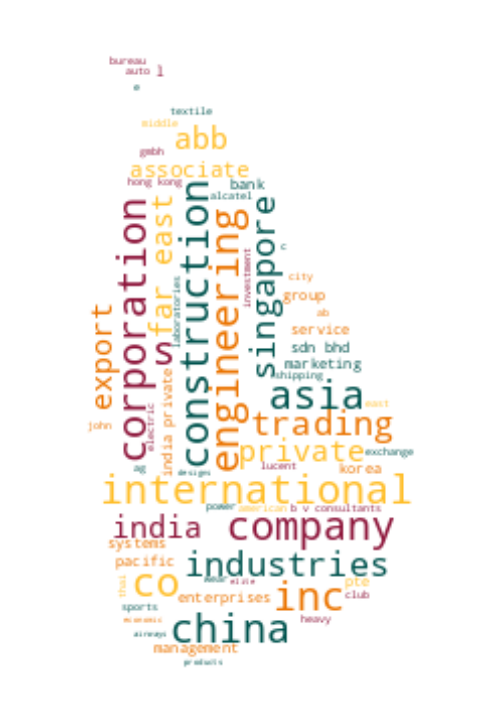 bureau
auto l
e
textile
middle
abb
gmbh
associate
hong kong
bank
alcatel
corporation
far east
construction
engineering
singapore
c
investment
laboratories
city
group
ab
export
s
service
sdn bhd
marketing
shipping
india private
electric
john
asia
east
trading
private
exchange
ag
designs
lucent
korea
international
power
american
b v consultants
india
company
systems
pacific
industries
thai
co
near
elite
pte
enterprises
inc
club
sports
economic
heavy
airways
china
management
products